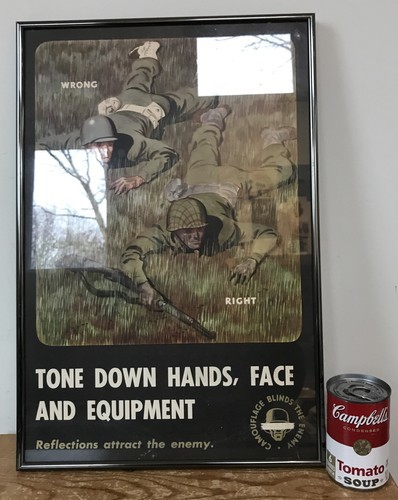 WRONG
RIGHT
TONE DOWN HANDS, FACE
AND EQUIPMENT
Reflections attract the enemy.
CAMOUFLAGE BLINDS THE ENEMY
Campbell's
CONDENSED
Tomato
SOUP